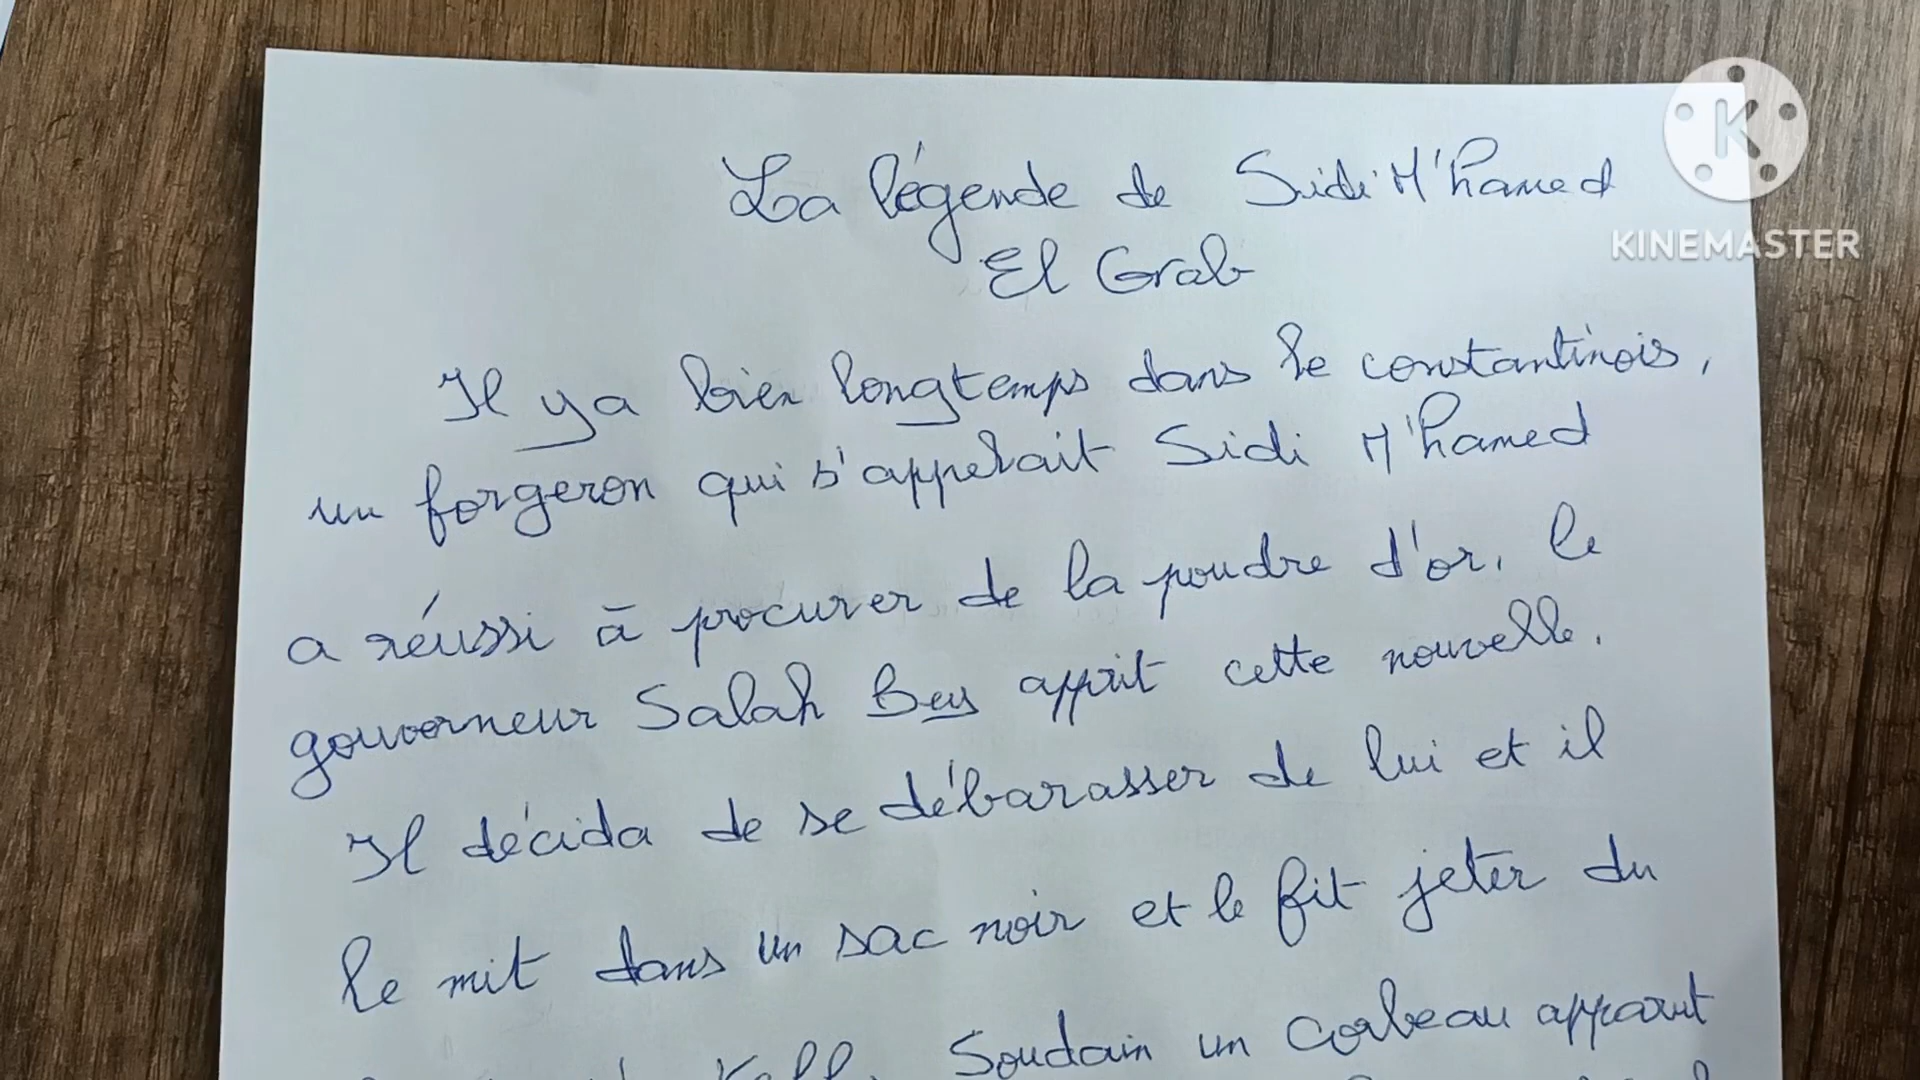 La légende de Sidi M'hamed
El Grab
Il ya bien longtemps dans le constantinois,
un forgeron qui s'appelait Sidi M'hamed
a réussi à procurer de la poudre d'or. le
gouverneur Salah Bey apprit cette nouvelle.
Il décida de se débarasser de lui et il
le mit dans un sac noir et le fit jeter du
Soudain un corbeau apparut
K
KINEMASTER